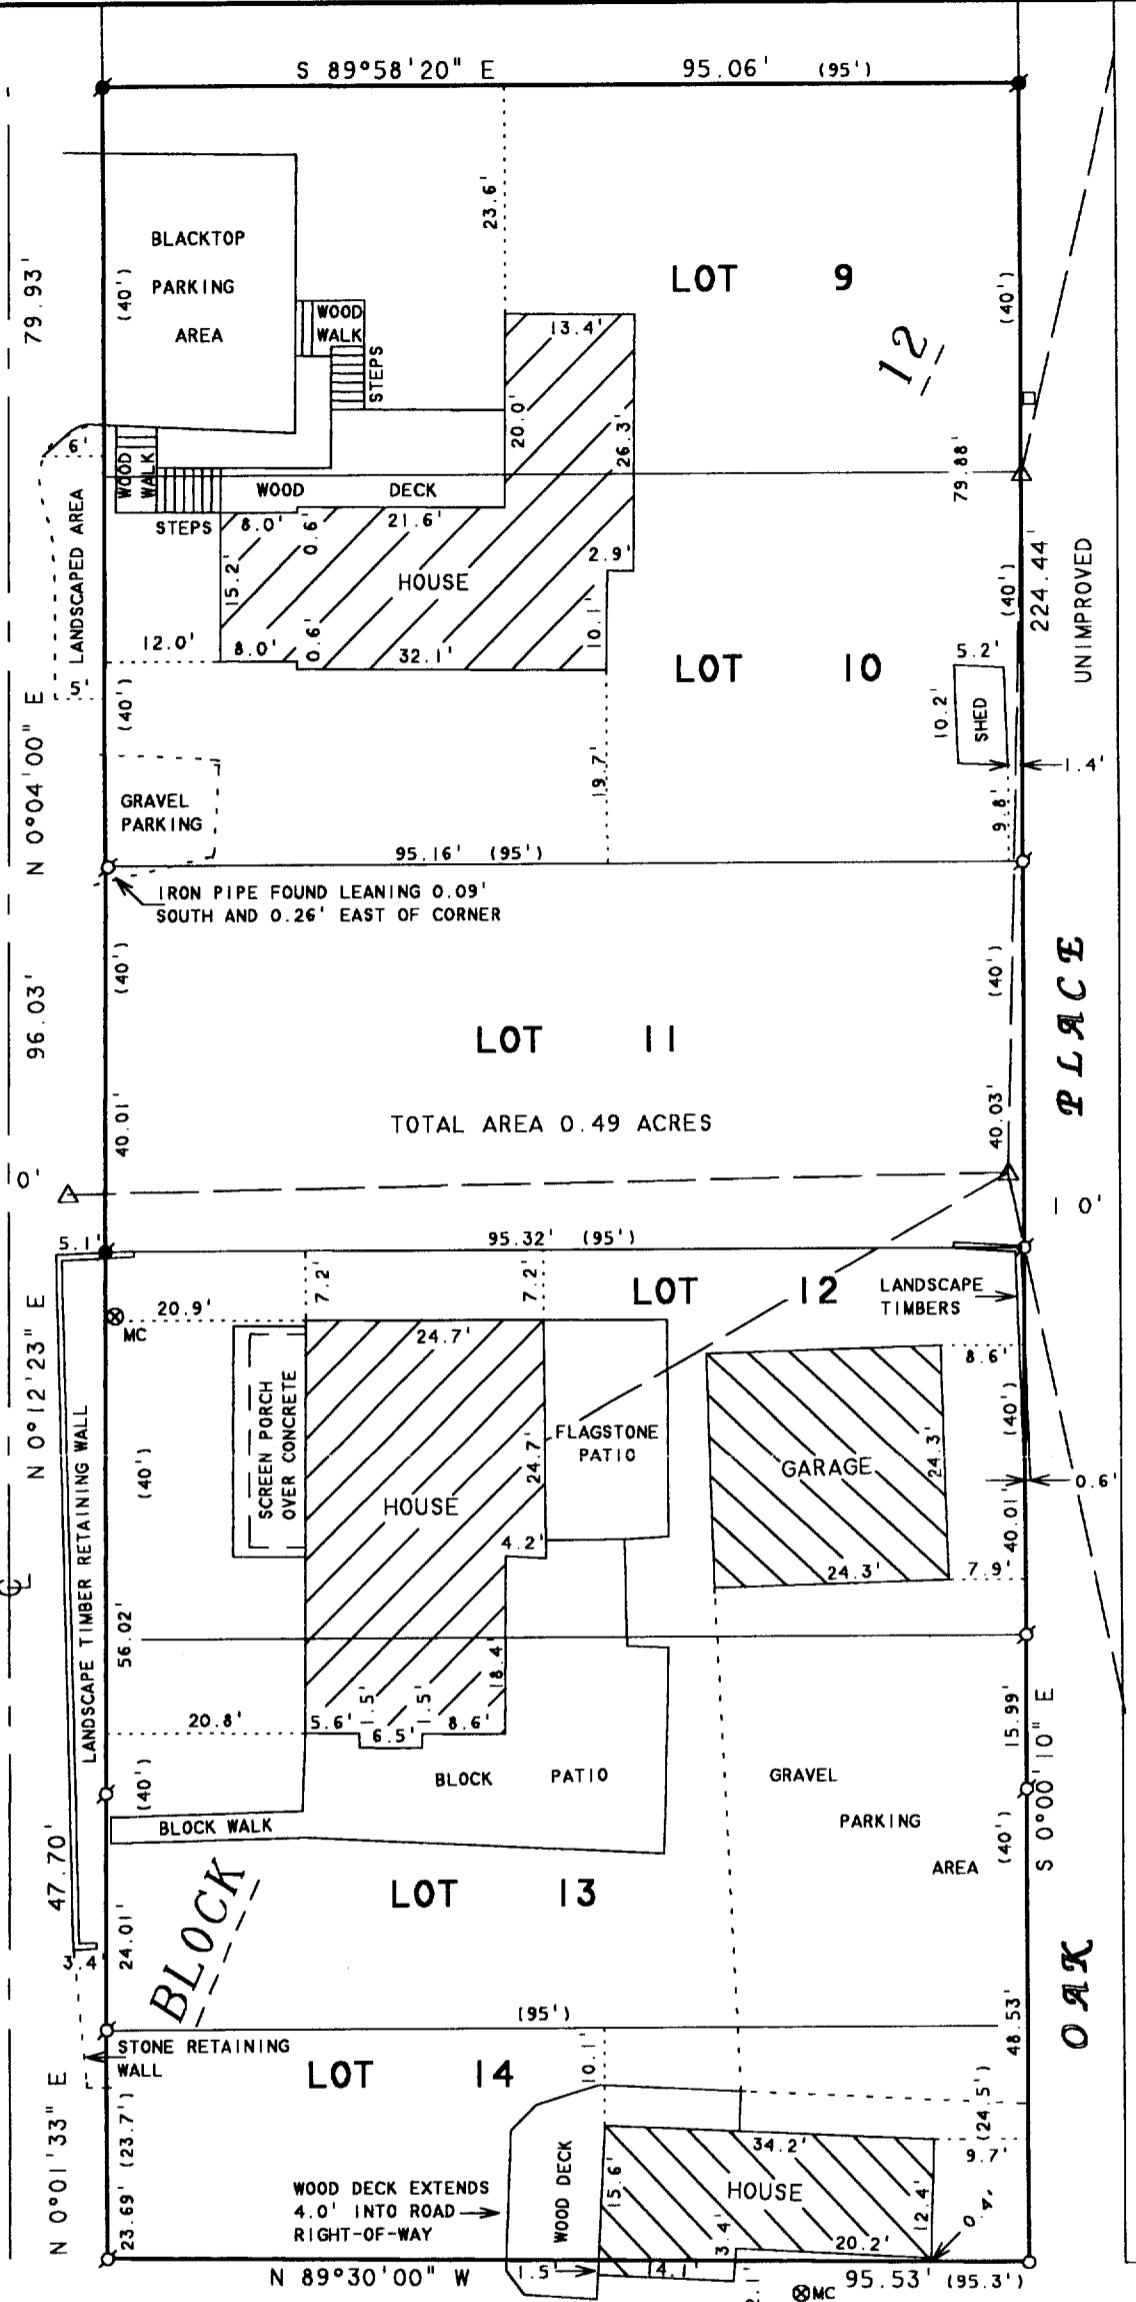 S 89°58'20" E 95.06' (95')
79.93'
(40')
BLACKTOP
PARKING
AREA
23.6'
LOT 9
(40')
12
WOOD
WALK
STEPS
13.4'
20.0'
26.3'
79.88'
6'
WOOD
WALK
STEPS
WOOD DECK
LANDSCAPED AREA
8.0'
0.6'
21.6'
2.9'
HOUSE
15.2'
12.0'
8.0'
0.6'
32.1'
10.1'
5'
(40')
(40')
224.44'
UNIMPROVED
LOT 10
5.2'
10.2'
SHED
1.4'
9.8'
19.7'
N 0°04'00" E
GRAVEL
PARKING
95.16' (95')
IRON PIPE FOUND LEANING 0.09'
SOUTH AND 0.26' EAST OF CORNER
(40')
(40')
96.03'
PLACE
LOT 11
TOTAL AREA 0.49 ACRES
40.01'
40.03'
10'
10'
5.1'
95.32' (95')
7.2'
7.2'
LOT 12
LANDSCAPE
TIMBERS
20.9'
MC
24.7'
8.6'
N 0°12'23" E
LANDSCAPE TIMBER RETAINING WALL
(40')
SCREEN PORCH
OVER CONCRETE
HOUSE
24.7'
FLAGSTONE
PATIO
GARAGE
24.3'
(40')
0.6'
40.01'
4.2'
24.3'
7.9'
56.02'
18.4'
20.8'
5.6'
1.5'
6.5'
1.5'
8.6'
15.99'
S 0°00'10" E
(40')
BLOCK PATIO
GRAVEL
PARKING
AREA
(40')
BLOCK WALK
47.70'
LOT 13
BLOCK
24.01'
3.4'
(95')
48.53'
OAK
STONE RETAINING
WALL
LOT 14
10.1'
(24.5')
N 0°01'33" E
23.69' (23.7')
WOOD DECK EXTENDS
4.0' INTO ROAD
RIGHT-OF-WAY
WOOD DECK
34.2'
9.7'
15.6'
HOUSE
12.4'
3.4'
20.2'
1.5'
14.1'
N 89°30'00" W
95.53' (95.3')
MC